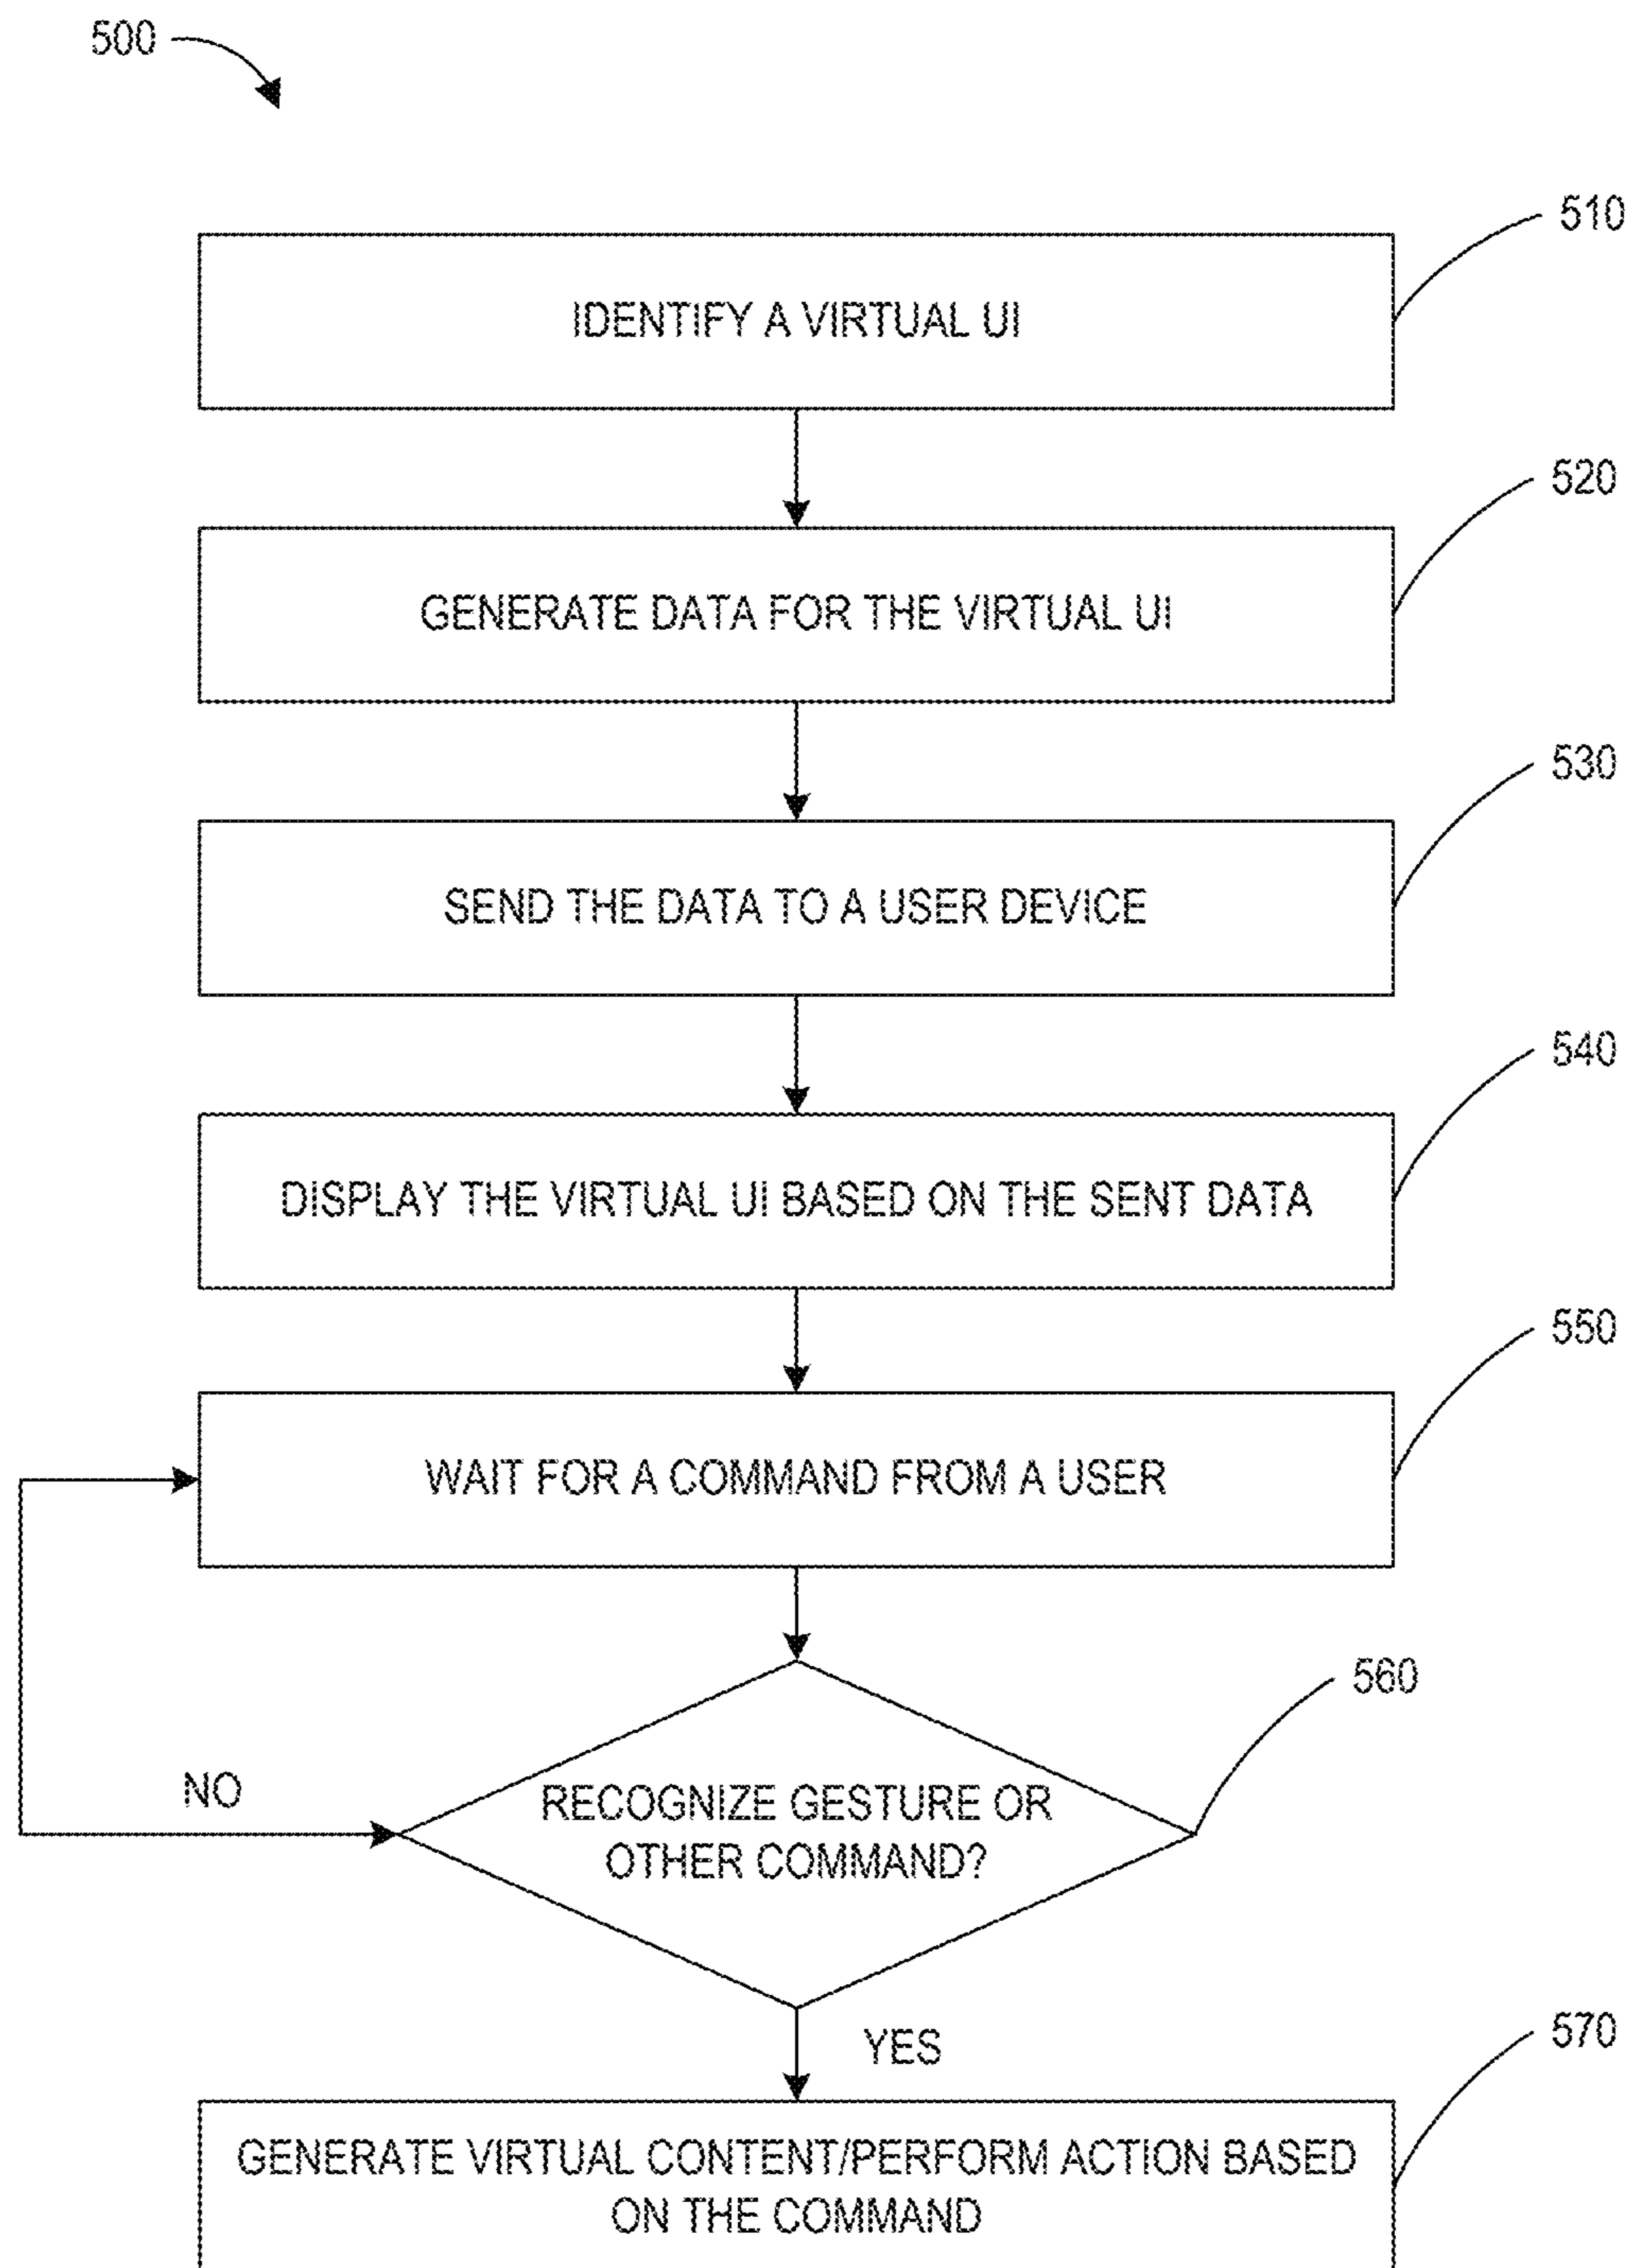 500
510
IDENTIFY A VIRTUAL UI
520
GENERATE DATA FOR THE VIRTUAL UI
530
SEND THE DATA TO A USER DEVICE
540
DISPLAY THE VIRTUAL UI BASED ON THE SENT DATA
550
WAIT FOR A COMMAND FROM A USER
560
NO
RECOGNIZE GESTURE OR
OTHER COMMAND?
YES
570
GENERATE VIRTUAL CONTENT/PERFORM ACTION BASED
ON THE COMMAND